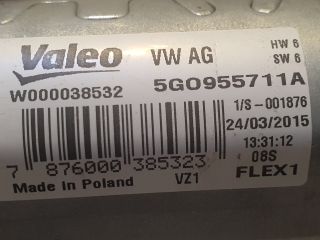 Valeo VW AG HW 6
SW 6
W000038532 5G0955711A
1/S -001876
24/03/2015
13:31:12
08S
7 876000 385323
Made in Poland VZ1 FLEX1